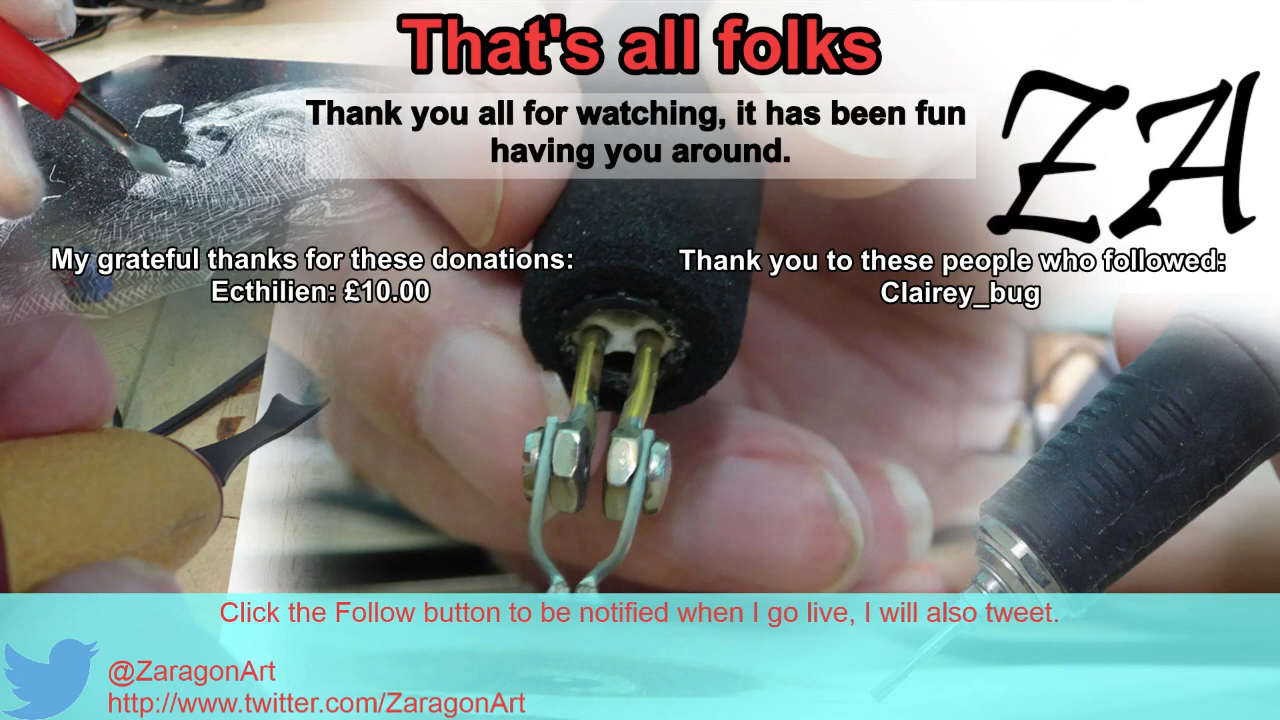 That's all folks
Thank you all for watching, it has been fun
having you around.
ZA
My grateful thanks for these donations:
Ecthilien: £10.00
Thank you to these people who followed:
Clairey_bug
Click the Follow button to be notified when I go live, I will also tweet.
@ZaragonArt
http://www.twitter.com/ZaragonArt